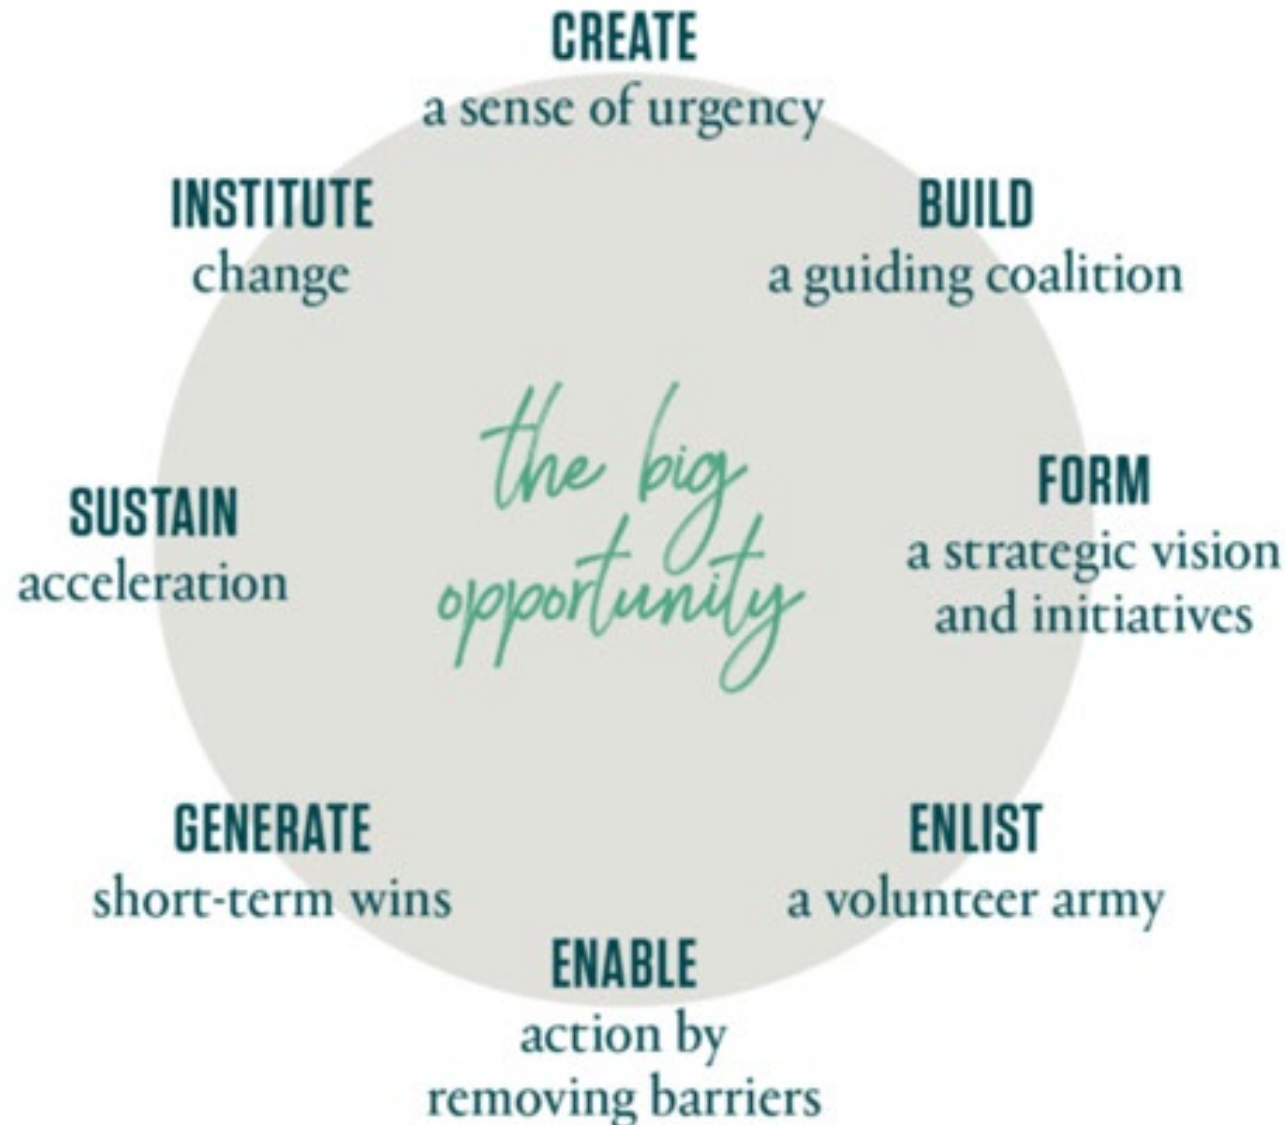 CREATE
a sense of urgency
BUILD
a guiding coalition
FORM
a strategic vision
and initiatives
ENLIST
a volunteer army
ENABLE
action by
removing barriers
GENERATE
short-term wins
SUSTAIN
acceleration
INSTITUTE
change
the big
opportunity